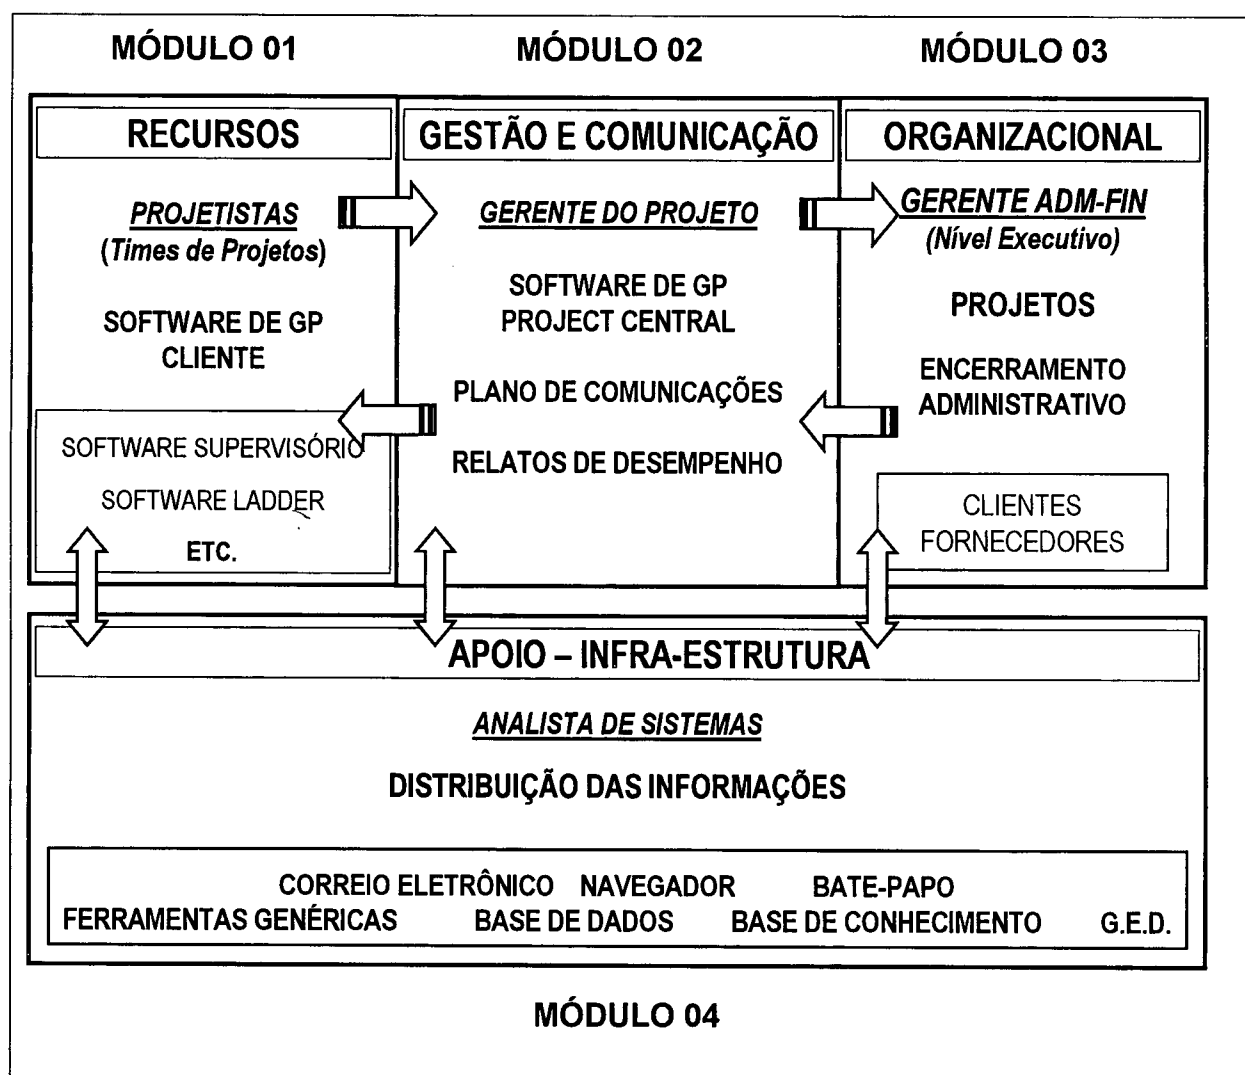 MÓDULO 01
MÓDULO 02
MÓDULO 03
RECURSOS
PROJETISTAS
(Times de Projetos)
SOFTWARE DE GP
CLIENTE
SOFTWARE SUPERVISÓRIO
SOFTWARE LADDER
ETC.
GESTÃO E COMUNICAÇÃO
GERENTE DO PROJETO
SOFTWARE DE GP
PROJECT CENTRAL
PLANO DE COMUNICAÇÕES
RELATOS DE DESEMPENHO
ORGANIZACIONAL
GERENTE ADM-FIN
(Nível Executivo)
PROJETOS
ENCERRAMENTO
ADMINISTRATIVO
CLIENTES
FORNECEDORES
APOIO – INFRA-ESTRUTURA
ANALISTA DE SISTEMAS
DISTRIBUIÇÃO DAS INFORMAÇÕES
CORREIO ELETRÔNICO NAVEGADOR BATE-PAPO
FERRAMENTAS GENÉRICAS BASE DE DADOS BASE DE CONHECIMENTO G.E.D.
MÓDULO 04